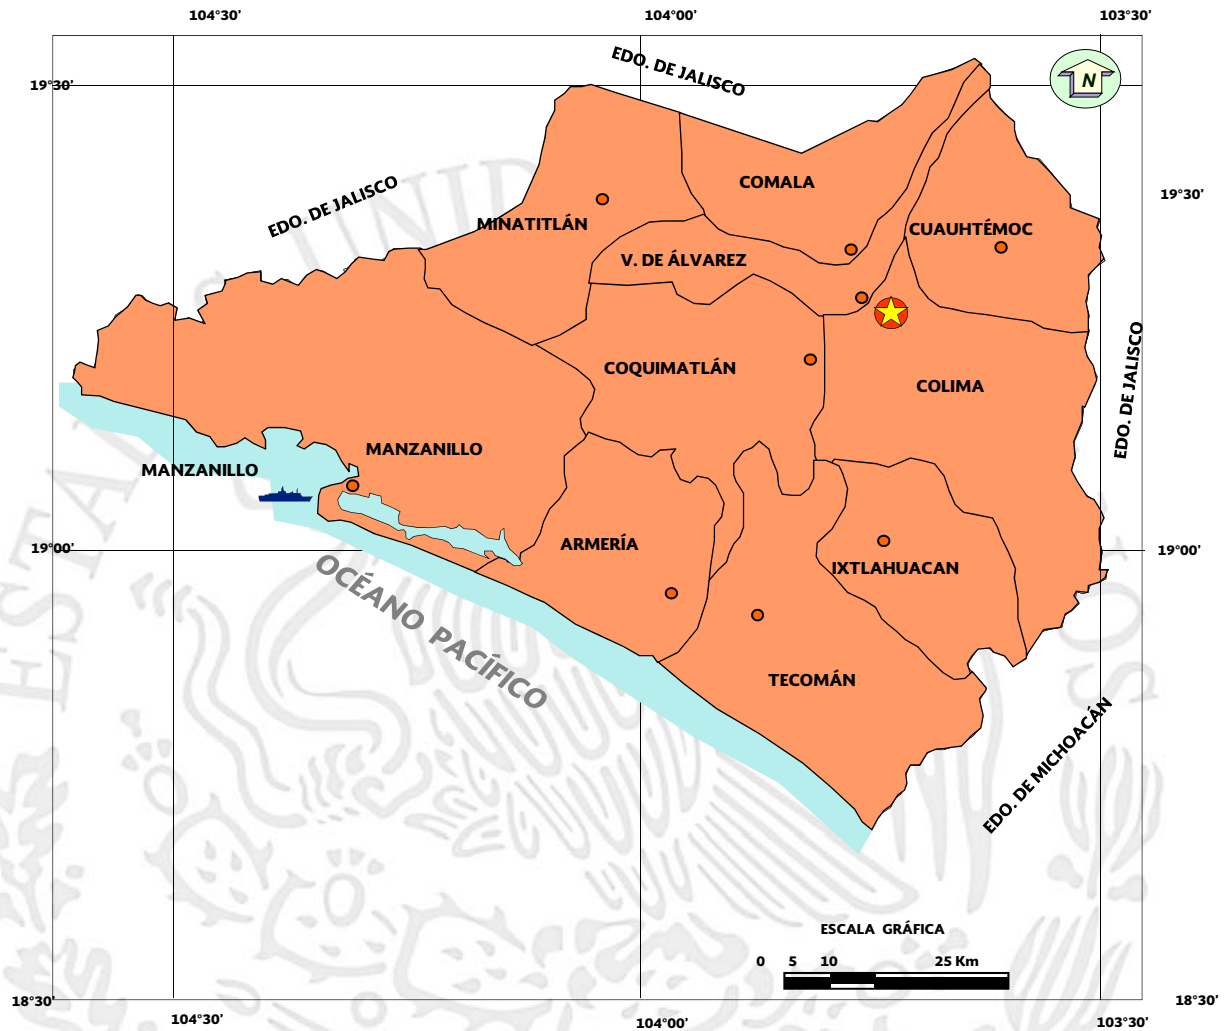 104°30’ 104°00’ 103°30’
EDO. DE JALISCO
19°30’
N
COMALA
EDO. DE JALISCO
19°30’
MINATITLÁN
CUAUHTÉMOC
V. DE ÁLVAREZ
COQUIMATLÁN
COLIMA
EDO. DE JALISCO
MANZANILLO
MANZANILLO
ARMERÍA
19°00’
19°00’
IXTLAHUACAN
OCÉANO PACÍFICO
TECOMÁN
EDO. DE MICHOACÁN
ESCALA GRÁFICA
0 5 10 25 Km
18°30’
18°30’
104°30’ 104°00’ 103°30’